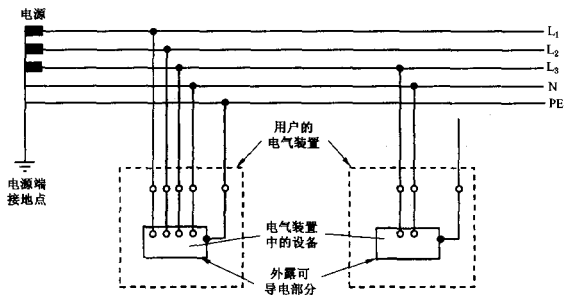 电源
L₁
L₂
L₃
N
PE
用户的
电气装置
电源端
接地点
电气装置
中的设备
外露可
导电部分